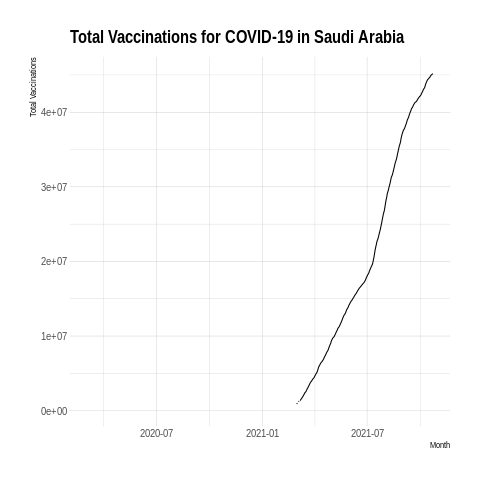 Total Vaccinations for COVID-19 in Saudi Arabia
Total Vaccinations
4e+07
3e+07
2e+07
1e+07
0e+00
2020-07
2021-01
2021-07
Month